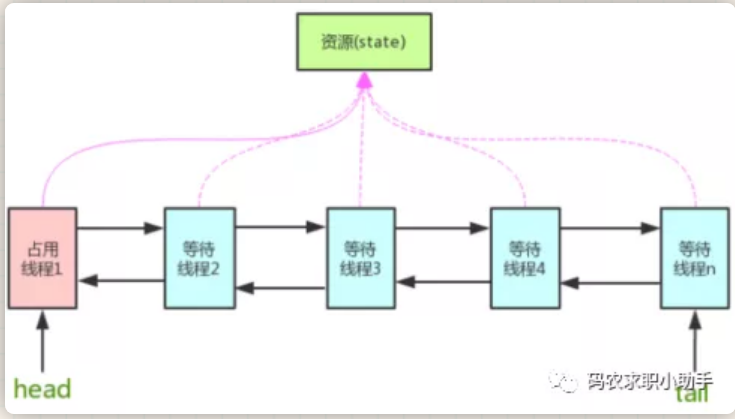 资源(state)
占用
线程1
等待
线程2
等待
线程3
等待
线程4
等待
线程n
head
tail
码农求职小助手